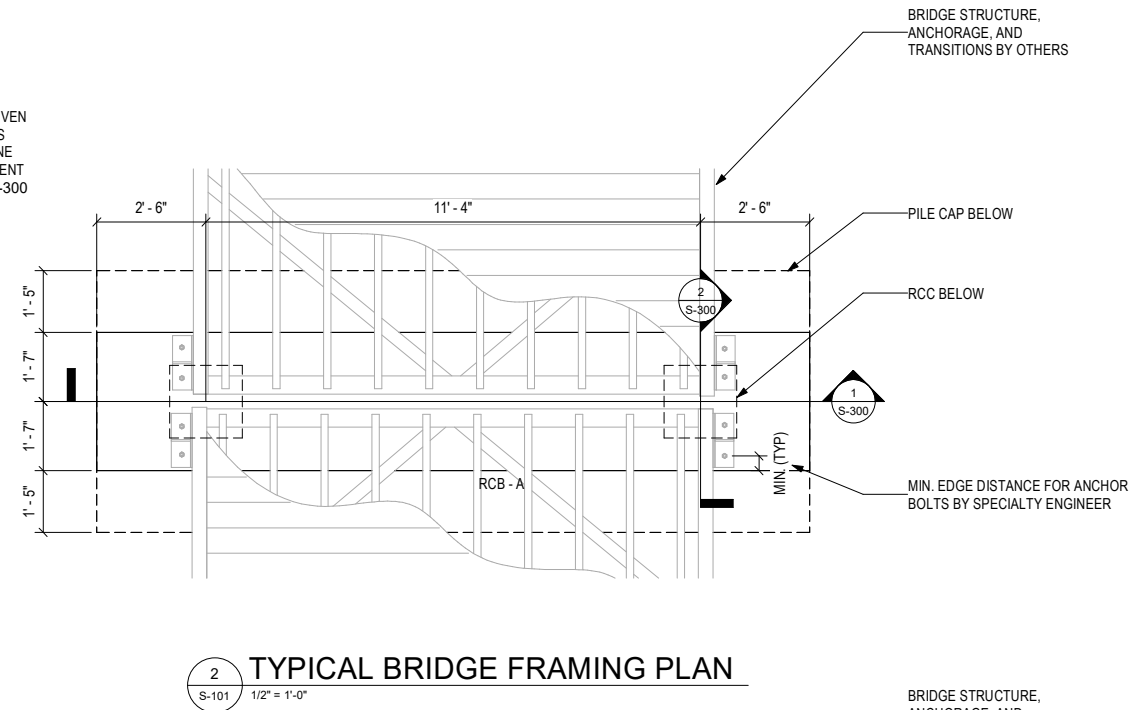 BRIDGE STRUCTURE,
ANCHORAGE, AND
TRANSITIONS BY OTHERS
VEN
S
NE
ENT
-300
2' - 6"
11' - 4"
2' - 6"
PILE CAP BELOW
1' - 5"
2
S-300
RCC BELOW
1' - 7"
1
S-300
1' - 7"
MIN. (TYP)
RCB - A
MIN. EDGE DISTANCE FOR ANCHOR
BOLTS BY SPECIALTY ENGINEER
1' - 5"
2
S-101
TYPICAL BRIDGE FRAMING PLAN
1/2" = 1'-0"
BRIDGE STRUCTURE,